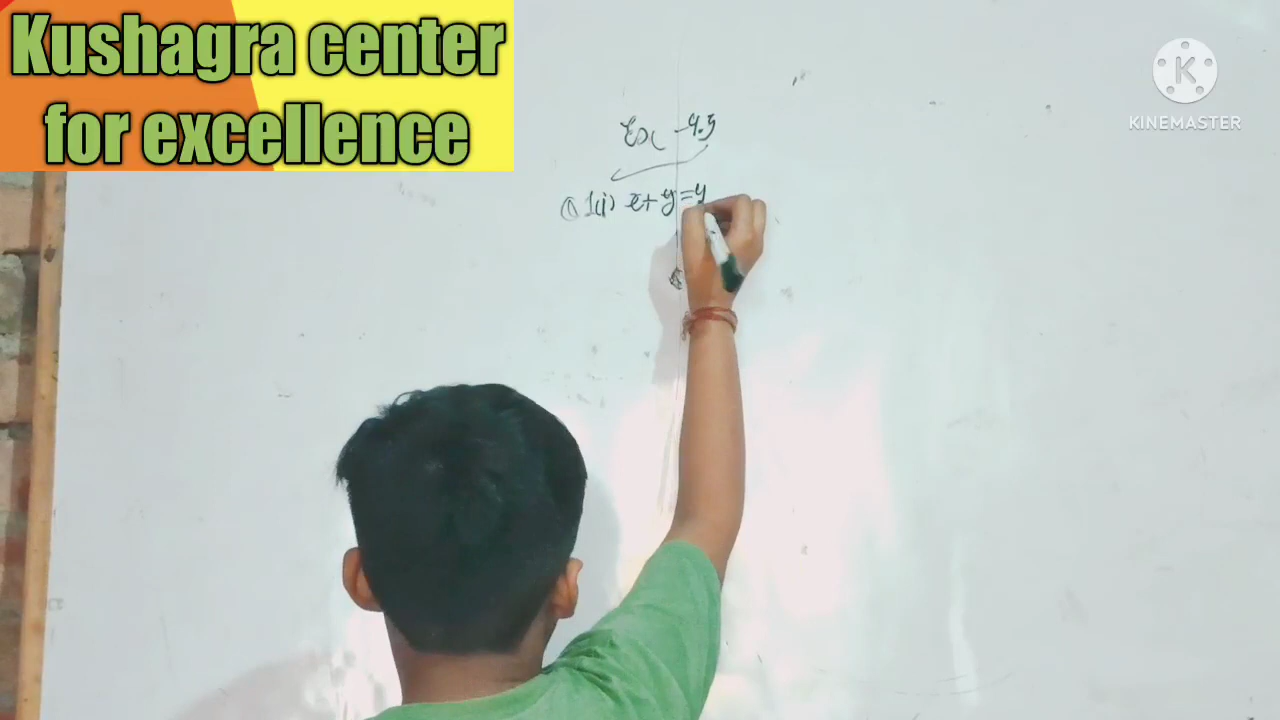 Kushagra center
for excellence
KINEMASTER
Ex - 4.3
Q 1(i) x + y = 4